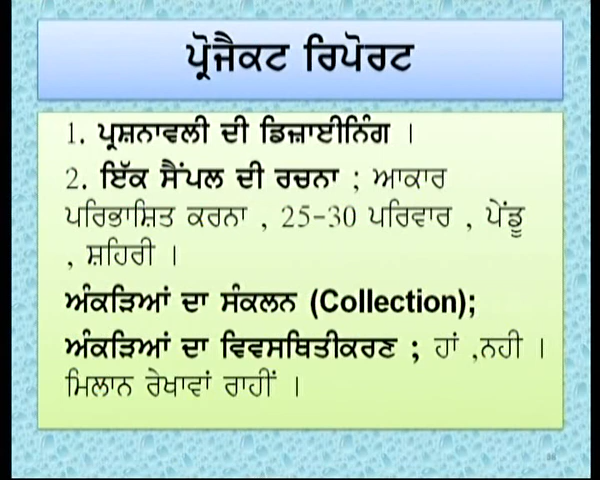 ਪ੍ਰੋਜੈਕਟ ਰਿਪੋਰਟ
1. ਪ੍ਰਸ਼ਨਾਵਲੀ ਦੀ ਡਿਜ਼ਾਈਨਿੰਗ ।
2. ਇੱਕ ਸੈਂਪਲ ਦੀ ਰਚਨਾ ; ਆਕਾਰ
ਪਰਿਭਾਸ਼ਿਤ ਕਰਨਾ , 25-30 ਪਰਿਵਾਰ , ਪੇਂਡੂ
, ਸ਼ਹਿਰੀ ।
ਅੰਕੜਿਆਂ ਦਾ ਸੰਕਲਨ (Collection);
ਅੰਕੜਿਆਂ ਦਾ ਵਿਵਸਥਿਤੀਕਰਣ ; ਹਾਂ ,ਨਹੀ ।
ਮਿਲਾਨ ਰੇਖਾਵਾਂ ਰਾਹੀਂ ।